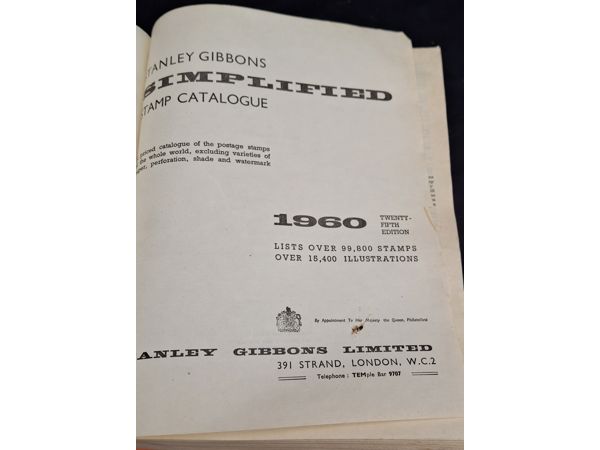 STANLEY GIBBONS
SIMPLIFIED
STAMP CATALOGUE
priced catalogue of the postage stamps
the whole world, excluding varieties of
perforation, shade and watermark
1960 TWENTY-
FIFTH
EDITION
LISTS OVER 99,800 STAMPS
OVER 15,400 ILLUSTRATIONS
By Appointment To Her Majesty the Queen, Philatelists
ANLEY GIBBONS LIMITED
391 STRAND, LONDON, W.C.2
Telephone: TEMple Bar 9707